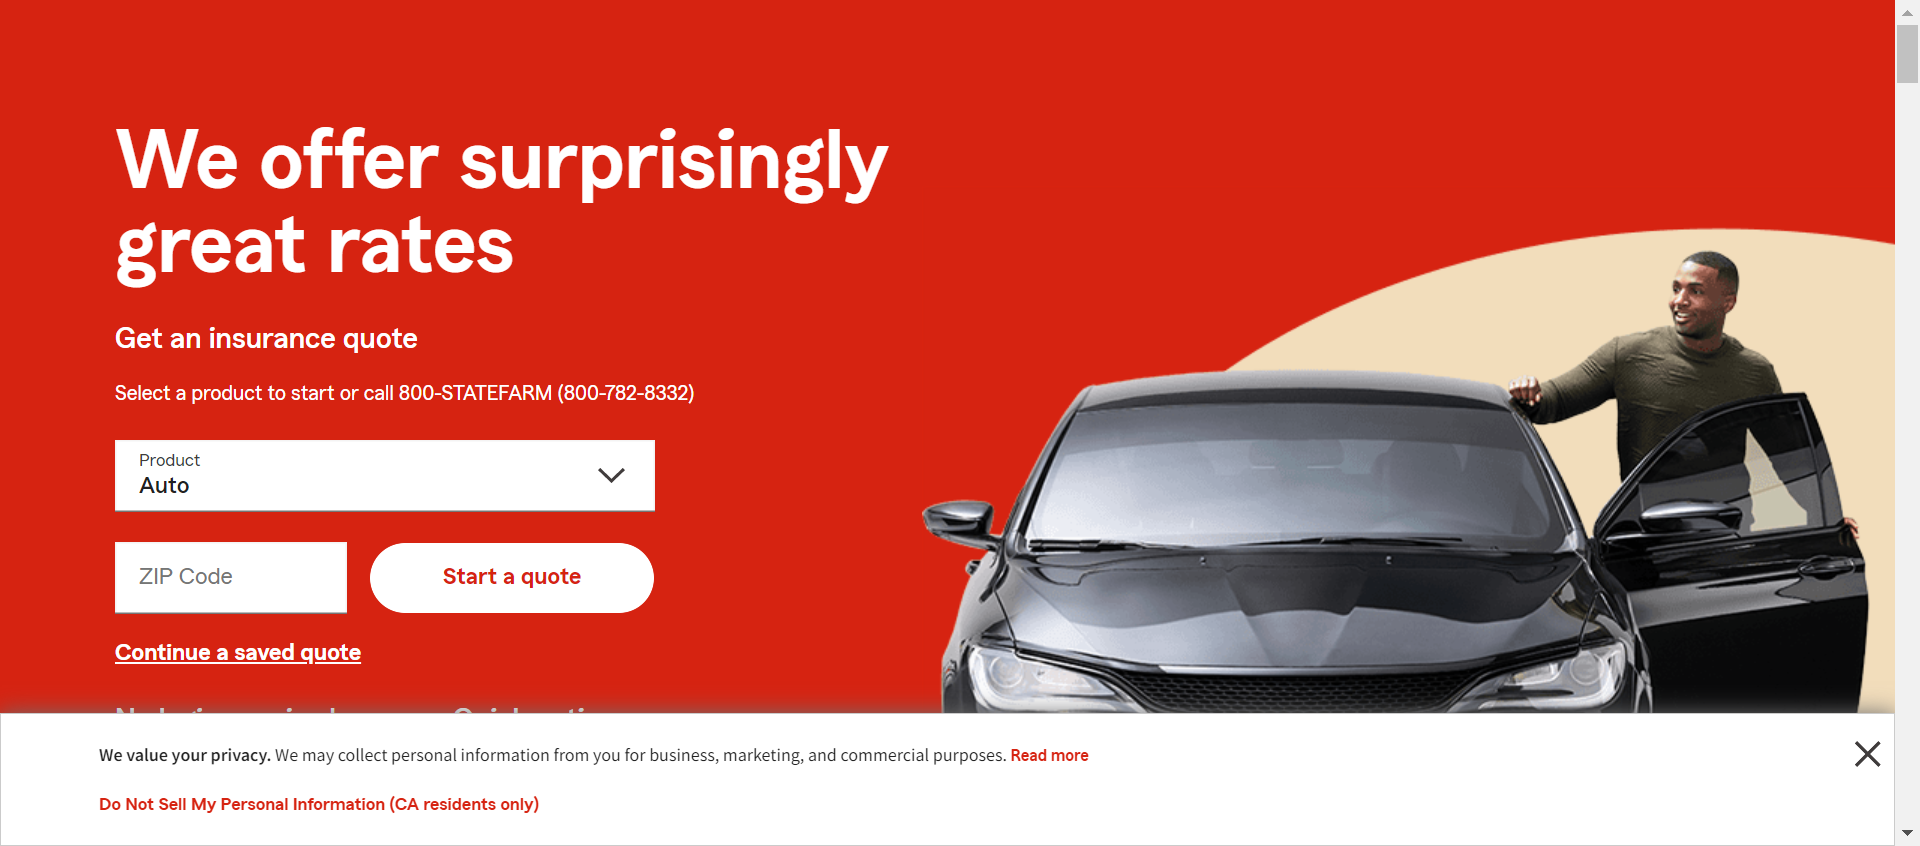 We offer surprisingly
great rates
Get an insurance quote
Select a product to start or call 800-STATEFARM (800-782-8332)
Product
Auto
ZIP Code
Start a quote
Continue a saved quote
We value your privacy. We may collect personal information from you for business, marketing, and commercial purposes. Read more
Do Not Sell My Personal Information (CA residents only)